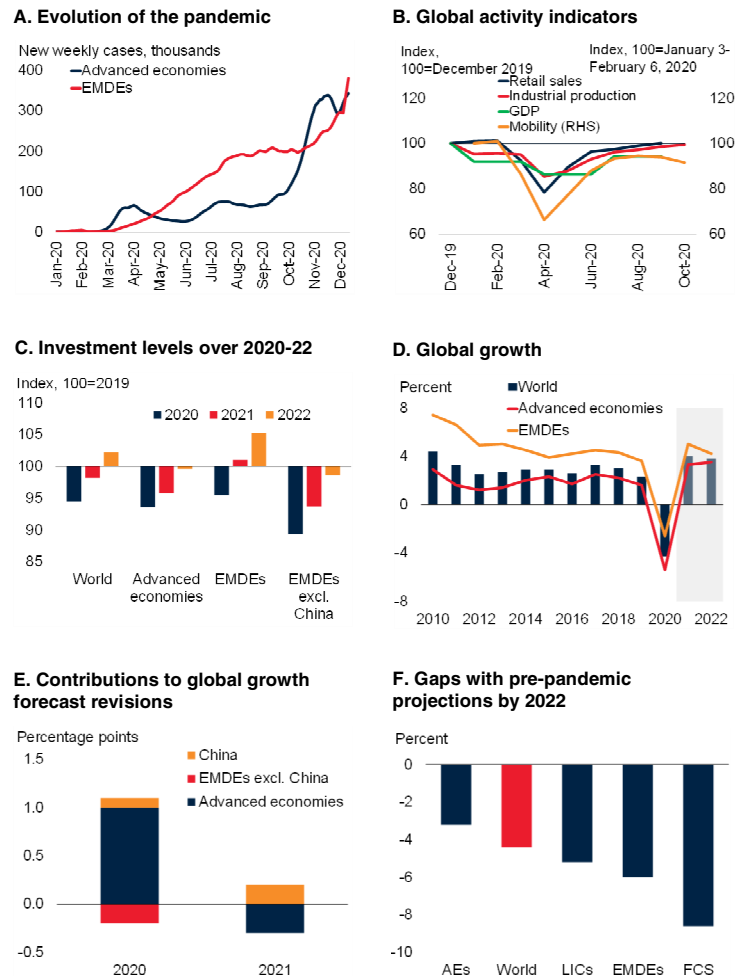 A. Evolution of the pandemic
New weekly cases, thousands
Advanced economies
EMDEs
400
300
200
100
0
Jan-20
Feb-20
Mar-20
Apr-20
May-20
Jun-20
Jul-20
Aug-20
Sep-20
Oct-20
Nov-20
Dec-20
B. Global activity indicators
Index,
100=December 2019
Index, 100=January 3-
February 6, 2020
Retail sales
Industrial production
GDP
Mobility (RHS)
120
100
80
60
120
100
80
60
Dec-19
Feb-20
Apr-20
Jun-20
Aug-20
Oct-20
C. Investment levels over 2020-22
Index, 100=2019
2020 2021 2022
110
105
100
95
90
85
World
Advanced
economies
EMDEs
EMDEs
excl.
China
D. Global growth
Percent
World
Advanced economies
EMDEs
8
4
0
-4
-8
2010 2012 2014 2016 2018 2020 2022
E. Contributions to global growth
forecast revisions
Percentage points
China
EMDEs excl. China
Advanced economies
1.5
1.0
0.5
0.0
-0.5
2020 2021
F. Gaps with pre-pandemic
projections by 2022
Percent
0
-2
-4
-6
-8
-10
AEs World LICs EMDEs FCS